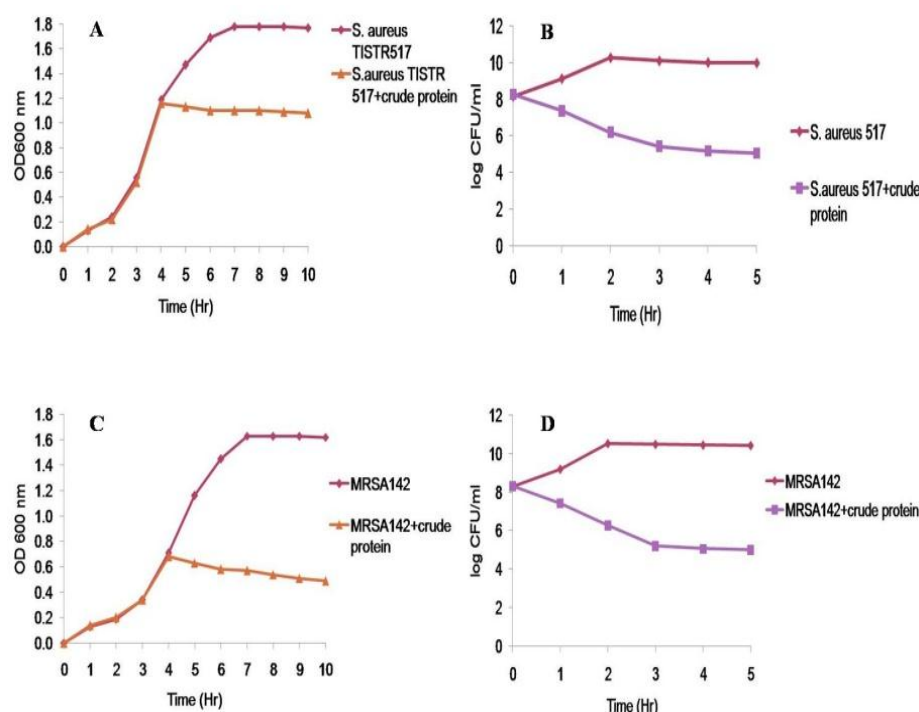 A
OD600 nm
1.8
1.6
1.4
1.2
1.0
0.8
0.6
0.4
0.2
0.0
0 1 2 3 4 5 6 7 8 9 10
Time (Hr)
S. aureus
TISTR517
S.aureus TISTR
517+crude protein
B
log CFU/ml
12
10
8
6
4
2
0
0 1 2 3 4 5
Time (Hr)
S. aureus 517
S.aureus 517+crude
protein
C
OD 600 nm
1.8
1.6
1.4
1.2
1.0
0.8
0.6
0.4
0.2
0.0
0 1 2 3 4 5 6 7 8 9 10
Time (Hr)
MRSA142
MRSA142+crude
protein
D
log CFU/ml
12
10
8
6
4
2
0
0 1 2 3 4 5
Time (Hr)
MRSA142
MRSA142+crude protein